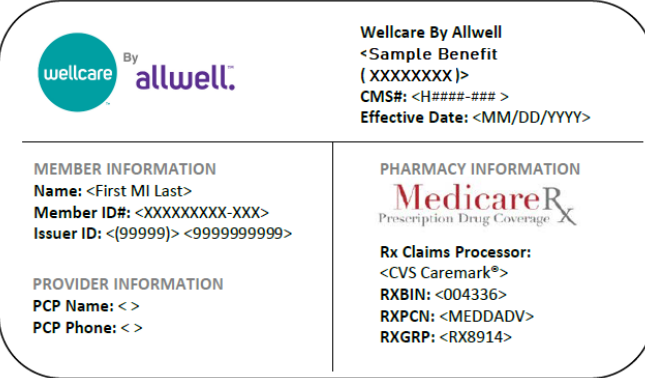 wellcare
By
allwell.™
Wellcare By Allwell
<Sample Benefit
( XXXXXXXX )>
CMS#: <H####-### >
Effective Date: <MM/DD/YYYY>
MEMBER INFORMATION
Name: <First MI Last>
Member ID#: <XXXXXXXXX-XXX>
Issuer ID: <(99999)> <9999999999>
PROVIDER INFORMATION
PCP Name: < >
PCP Phone: < >
PHARMACY INFORMATION
MedicareRx
Prescription Drug Coverage
Rx Claims Processor:
<CVS Caremark®>
RXBIN: <004336>
RXPCN: <MEDDADV>
RXGRP: <RX8914>